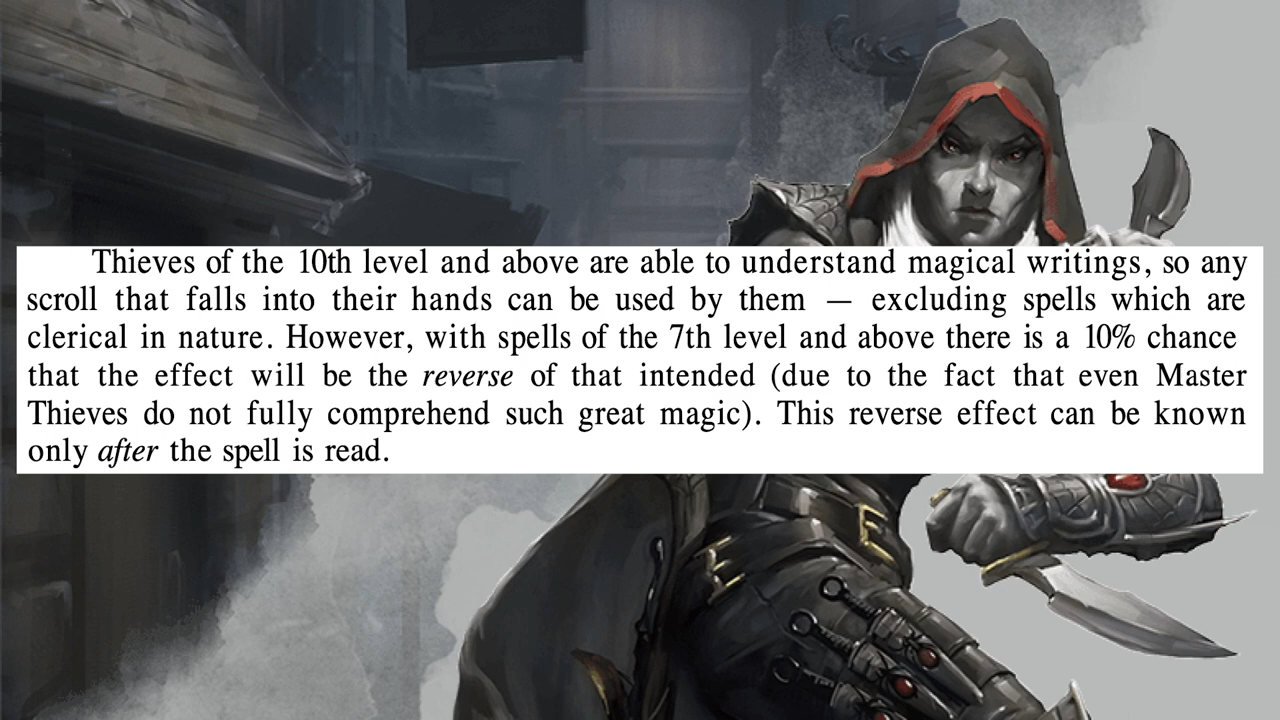 Thieves of the 10th level and above are able to understand magical writings, so any
scroll that falls into their hands can be used by them — excluding spells which are
clerical in nature. However, with spells of the 7th level and above there is a 10% chance
that the effect will be the reverse of that intended (due to the fact that even Master
Thieves do not fully comprehend such great magic). This reverse effect can be known
only after the spell is read.